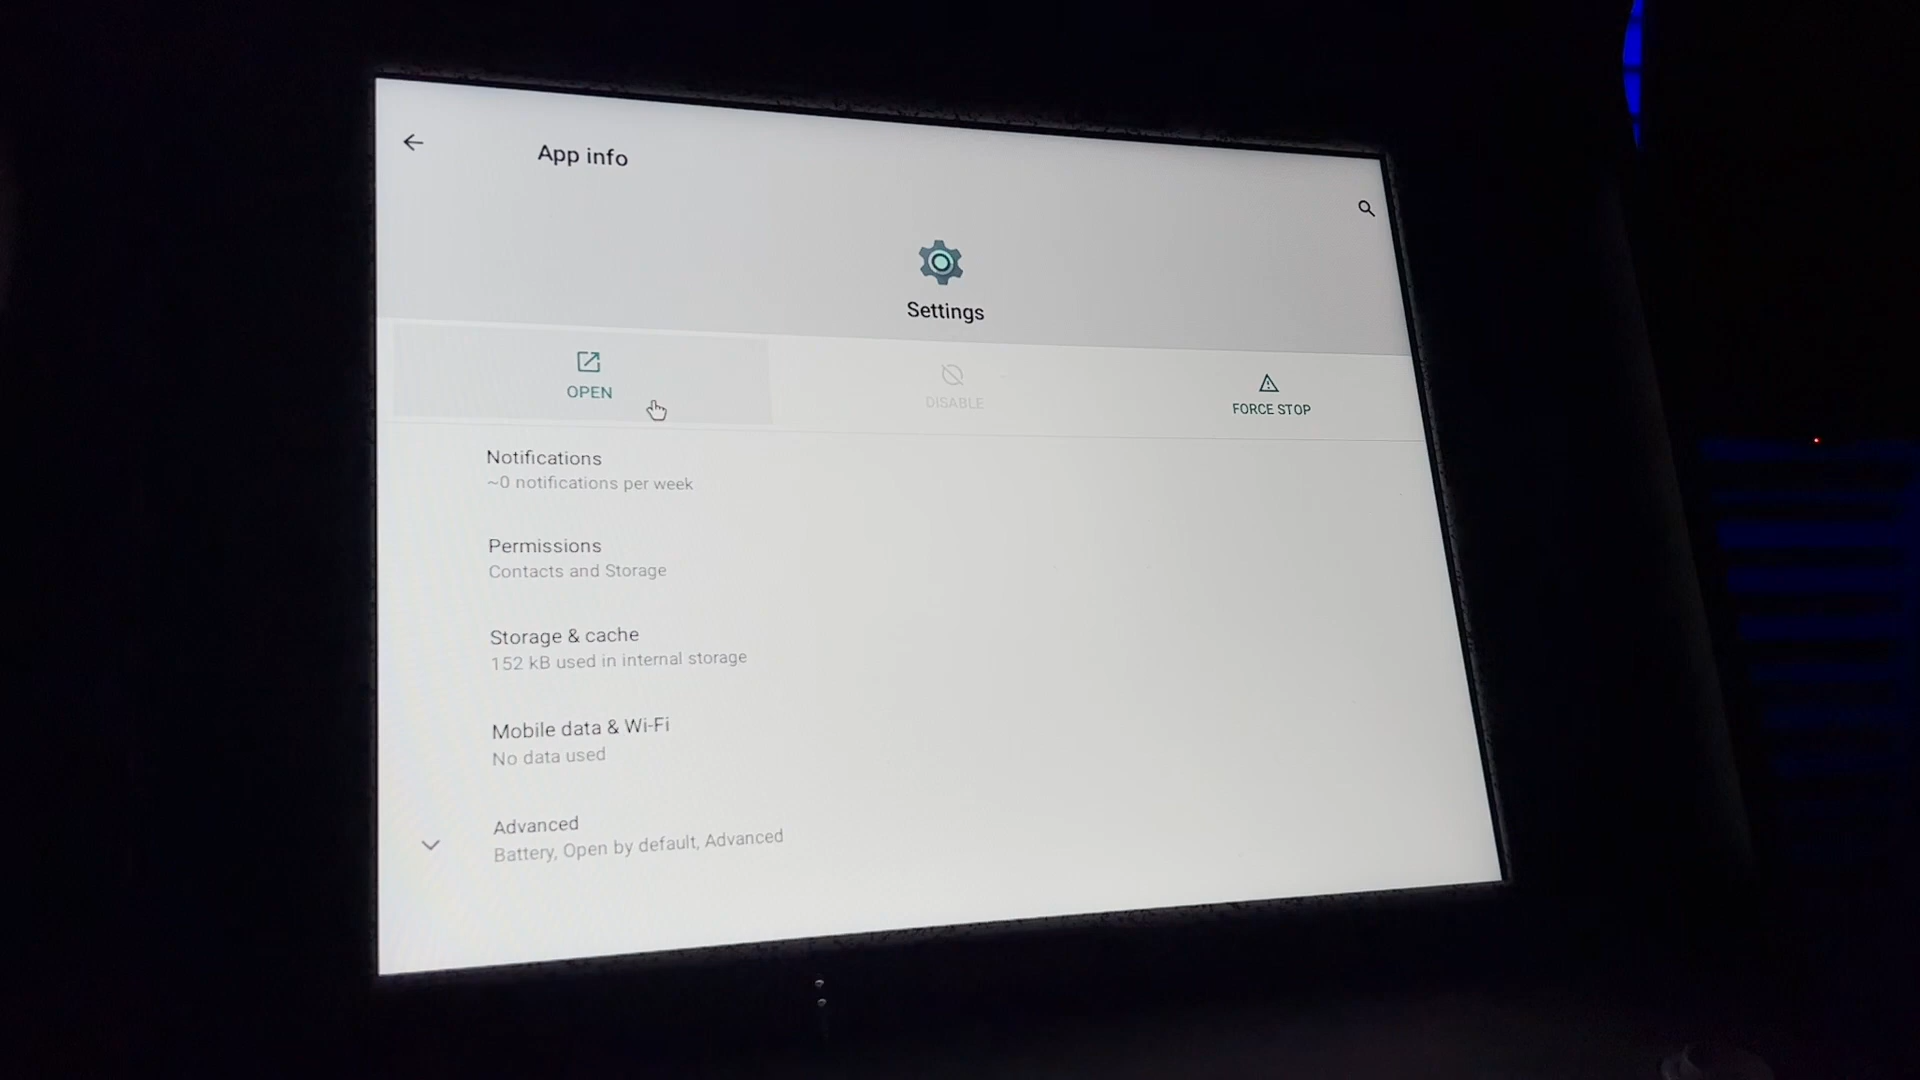 App info
Settings
OPEN
DISABLE
FORCE STOP
Notifications
~0 notifications per week
Permissions
Contacts and Storage
Storage & cache
152 kB used in internal storage
Mobile data & Wi-Fi
No data used
Advanced
Battery, Open by default, Advanced